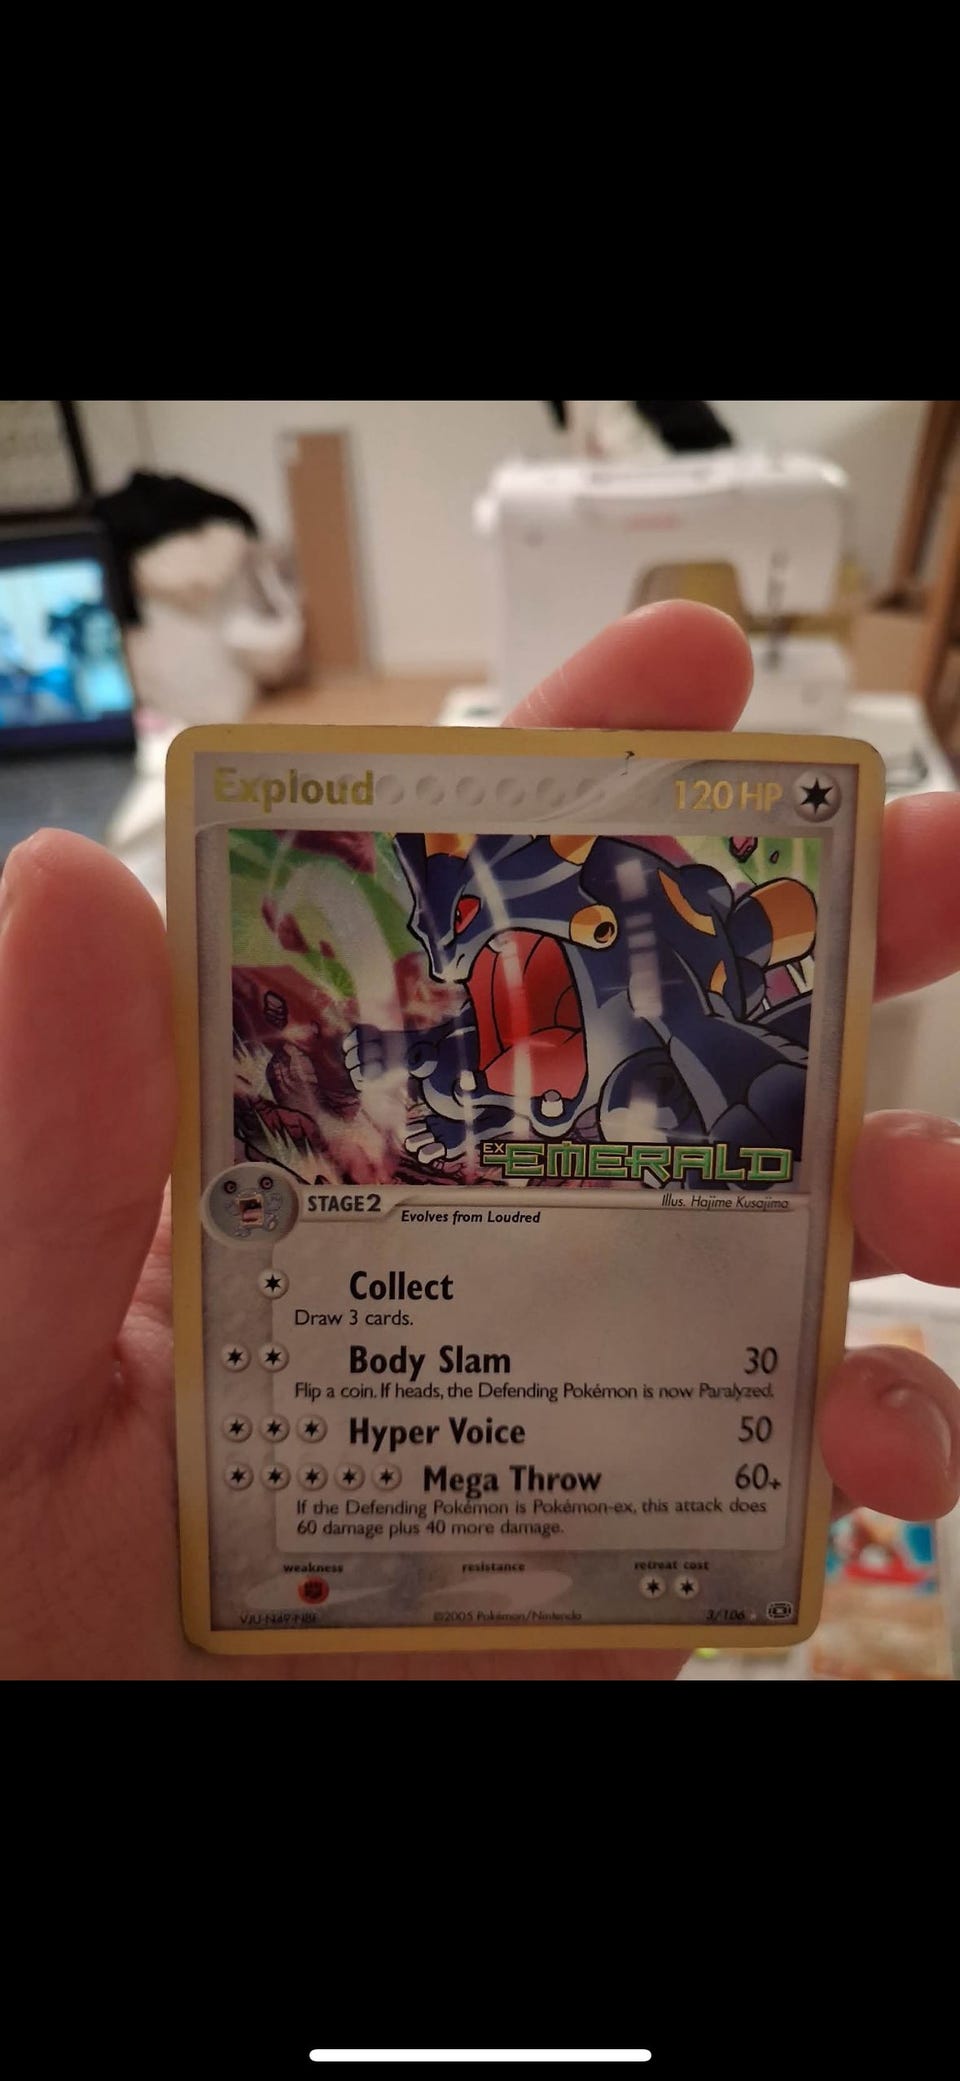 Exploud 120 HP
EX EMERALD
STAGE 2
Illus. Hajime Kusajima
Evolves from Loudred
Collect
Draw 3 cards.
Body Slam 30
Flip a coin. If heads, the Defending Pokémon is now Paralyzed.
Hyper Voice 50
Mega Throw 60+
If the Defending Pokémon is Pokémon-ex, this attack does
60 damage plus 40 more damage.
weakness resistance retreat cost
©2005 Pokémon/Nintendo 3/106